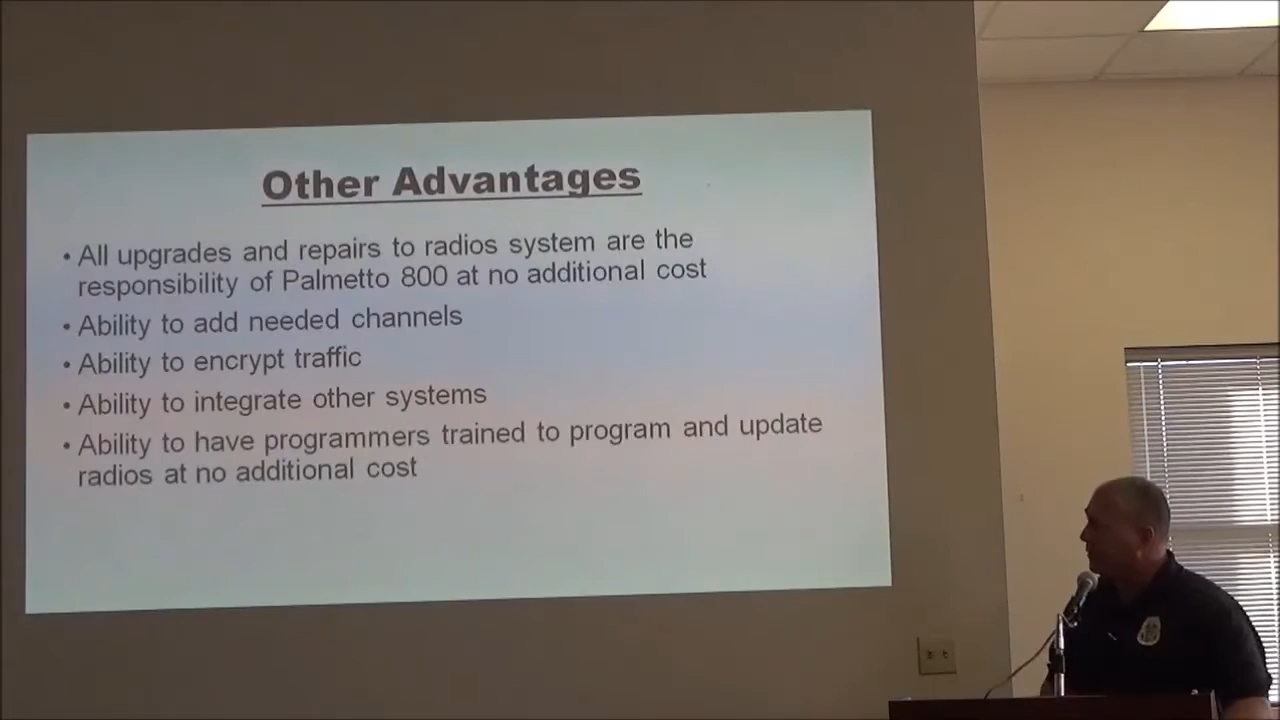 Other Advantages
• All upgrades and repairs to radios system are the
responsibility of Palmetto 800 at no additional cost
• Ability to add needed channels
• Ability to encrypt traffic
• Ability to integrate other systems
• Ability to have programmers trained to program and update
radios at no additional cost